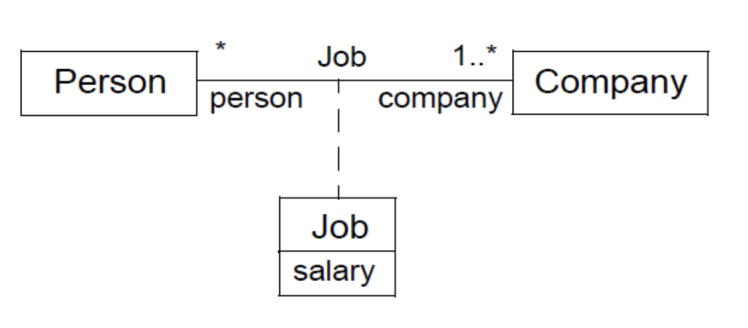 * Job 1..*
Person Company
person company
Job
salary